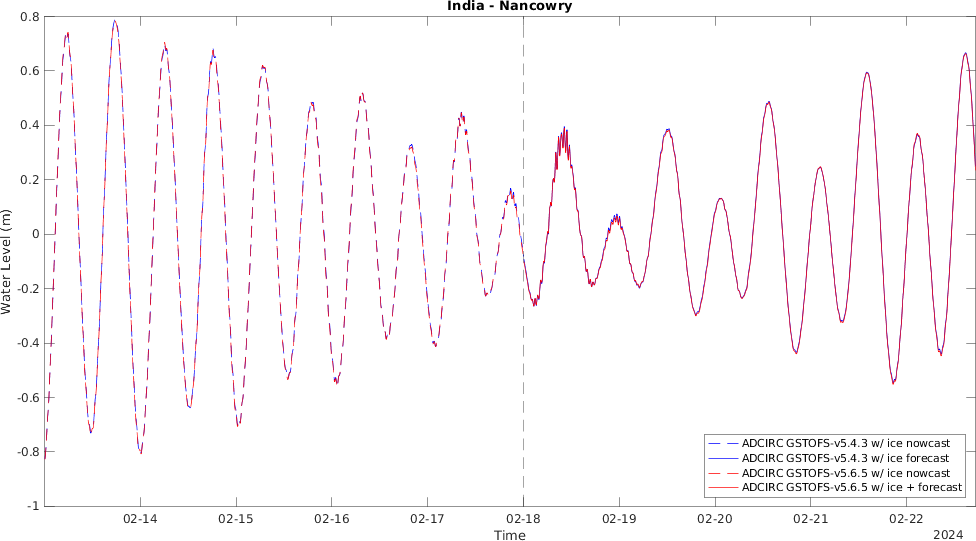 India - Nancowry
0.8
0.6
0.4
0.2
0
-0.2
-0.4
-0.6
-0.8
-1
Water Level (m)
02-14 02-15 02-16 02-17 02-18 02-19 02-20 02-21 02-22
Time
2024
ADCIRC GSTOFS-v5.4.3 w/ ice nowcast
ADCIRC GSTOFS-v5.4.3 w/ ice forecast
ADCIRC GSTOFS-v5.6.5 w/ ice nowcast
ADCIRC GSTOFS-v5.6.5 w/ ice + forecast